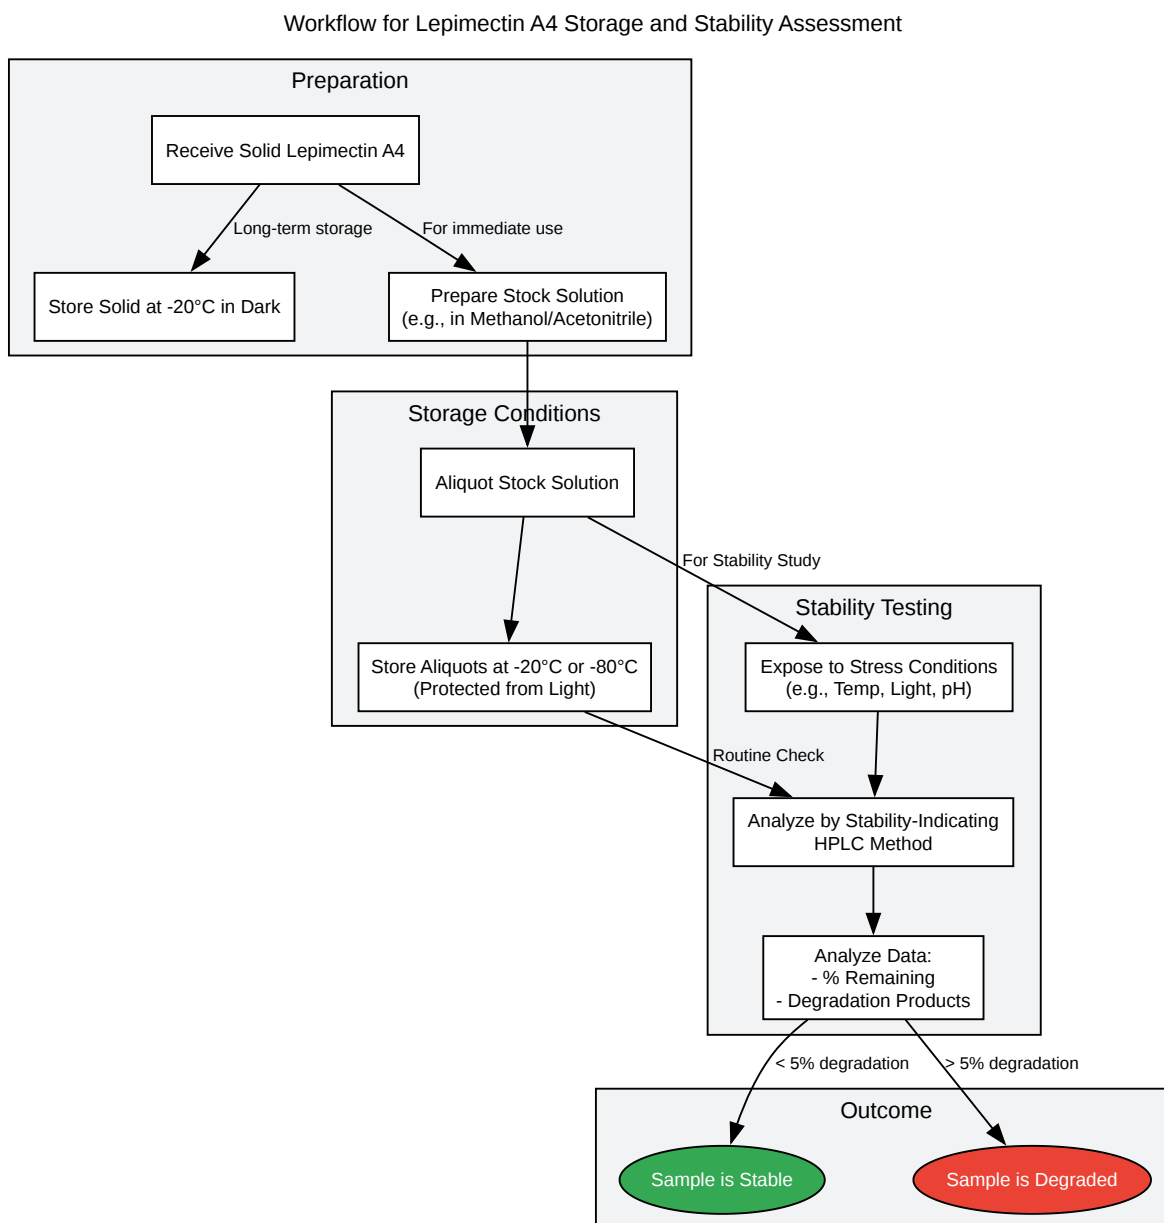 Workflow for Lepimectin A4 Storage and Stability Assessment
Preparation
Receive Solid Lepimectin A4
Long-term storage
For immediate use
Store Solid at -20°C in Dark
Prepare Stock Solution
(e.g., in Methanol/Acetonitrile)
Storage Conditions
Aliquot Stock Solution
For Stability Study
Stability Testing
Store Aliquots at -20°C or -80°C
(Protected from Light)
Expose to Stress Conditions
(e.g., Temp, Light, pH)
Routine Check
Analyze by Stability-Indicating
HPLC Method
Analyze Data:
- % Remaining
- Degradation Products
< 5% degradation
> 5% degradation
Outcome
Sample is Stable
Sample is Degraded